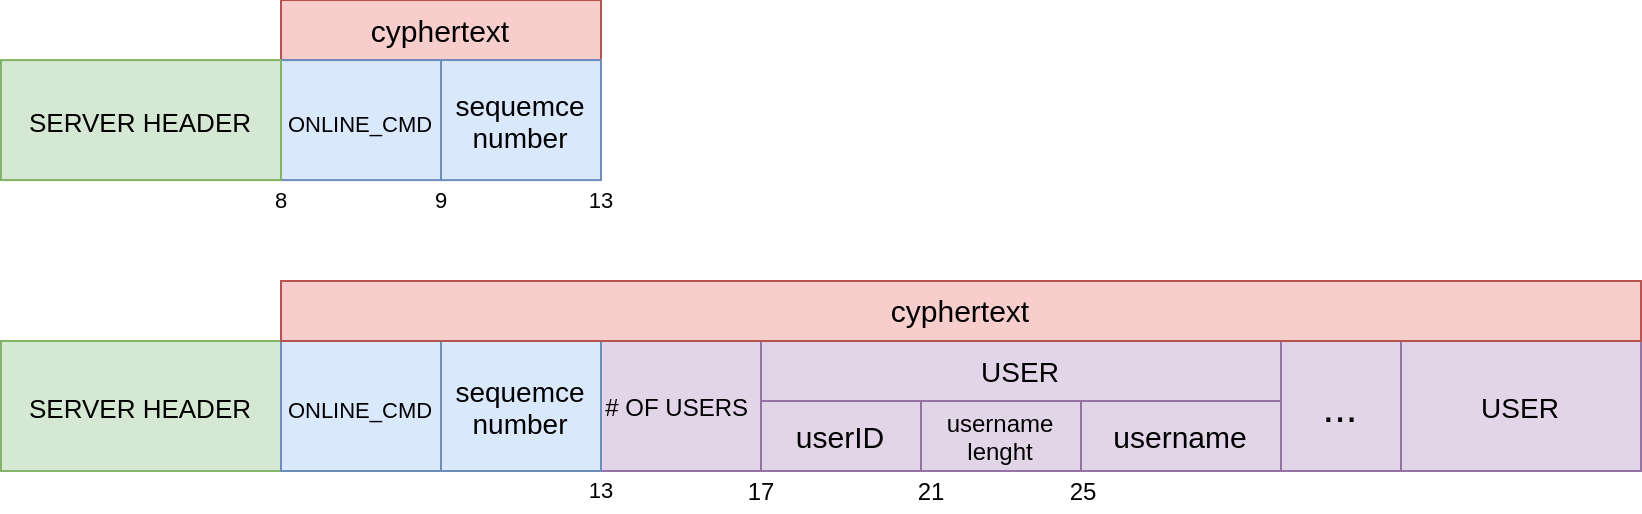 cyphertext
SERVER HEADER
ONLINE_CMD
sequemce
number
8
9
13
cyphertext
SERVER HEADER
ONLINE_CMD
sequemce
number
# OF USERS
USER
userID
username
lenght
username
...
USER
13
17
21
25